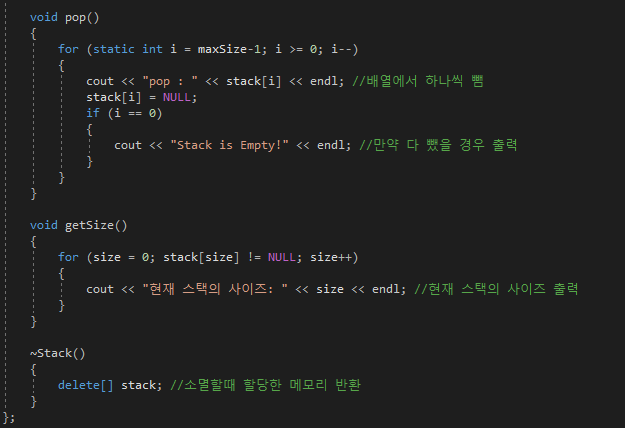 void pop()
{
for (static int i = maxSize-1; i >= 0; i--)
{
cout << "pop : " << stack[i] << endl; //배열에서 하나씩 뺌
stack[i] = NULL;
if (i == 0)
{
cout << "Stack is Empty!" << endl; //만약 다 뺐을 경우 출력
}
}
}
void getSize()
{
for (size = 0; stack[size] != NULL; size++)
{
cout << "현재 스택의 사이즈: " << size << endl; //현재 스택의 사이즈 출력
}
}
~Stack()
{
delete[] stack; //소멸할때 할당한 메모리 반환
}
};